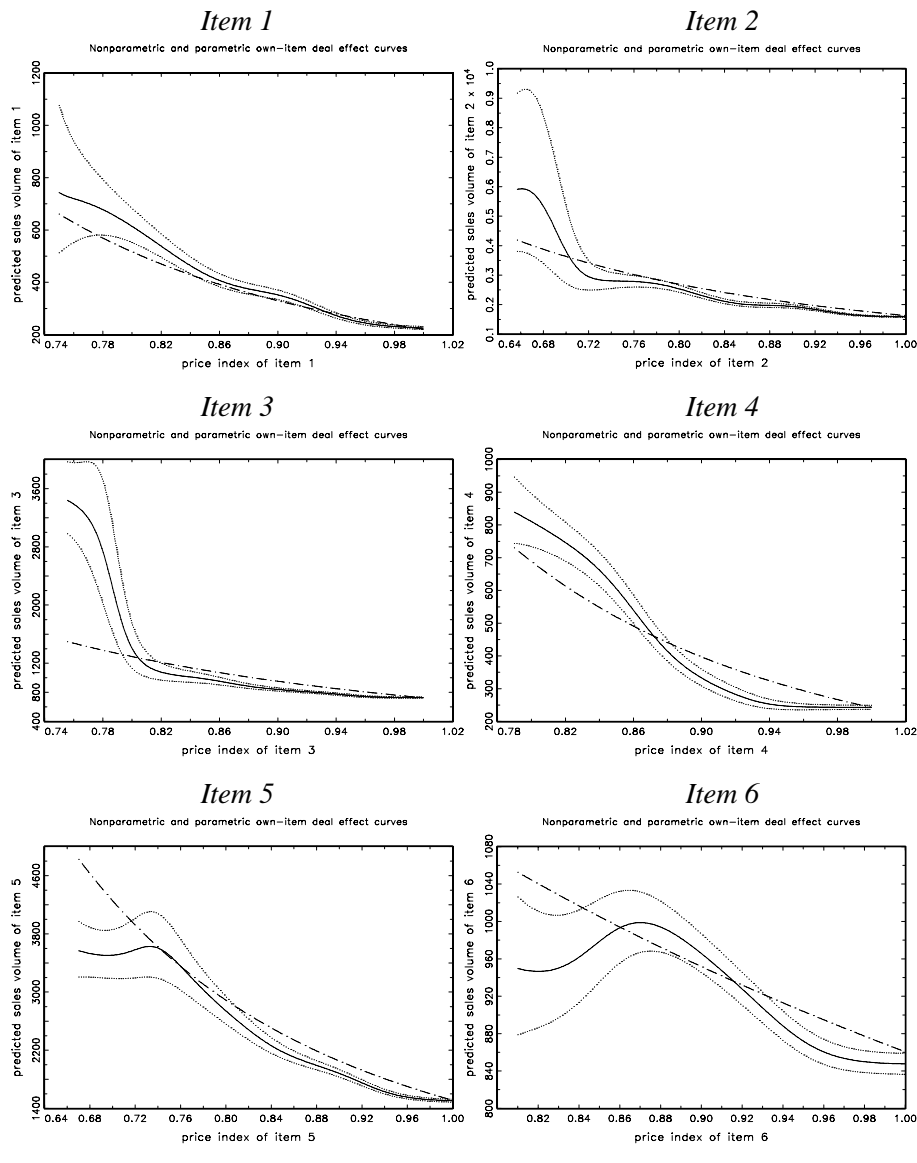 Item 1
Nonparametric and parametric own-item deal effect curves
predicted sales volume of item 1
1200
1000
800
600
400
200
0.74 0.78 0.82 0.86 0.90 0.94 0.98 1.02
price index of item 1
Item 2
Nonparametric and parametric own-item deal effect curves
predicted sales volume of item 2 x 10⁴
1.0
0.9
0.8
0.7
0.6
0.5
0.4
0.3
0.2
0.1
0.64 0.68 0.72 0.76 0.80 0.84 0.88 0.92 0.96 1.00
price index of item 2
Item 3
Nonparametric and parametric own-item deal effect curves
predicted sales volume of item 3
3600
2800
2000
1200
800
400
0.74 0.78 0.82 0.86 0.90 0.94 0.98 1.02
price index of item 3
Item 4
Nonparametric and parametric own-item deal effect curves
predicted sales volume of item 4
1000
900
800
700
600
500
400
300
200
0.78 0.82 0.86 0.90 0.94 0.98 1.02
price index of item 4
Item 5
Nonparametric and parametric own-item deal effect curves
predicted sales volume of item 5
4600
3800
3000
2200
1400
0.64 0.68 0.72 0.76 0.80 0.84 0.88 0.92 0.96 1.00
price index of item 5
Item 6
Nonparametric and parametric own-item deal effect curves
predicted sales volume of item 6
1080
1040
1000
960
920
880
840
800
0.82 0.84 0.86 0.88 0.90 0.92 0.94 0.96 0.98 1.00
price index of item 6